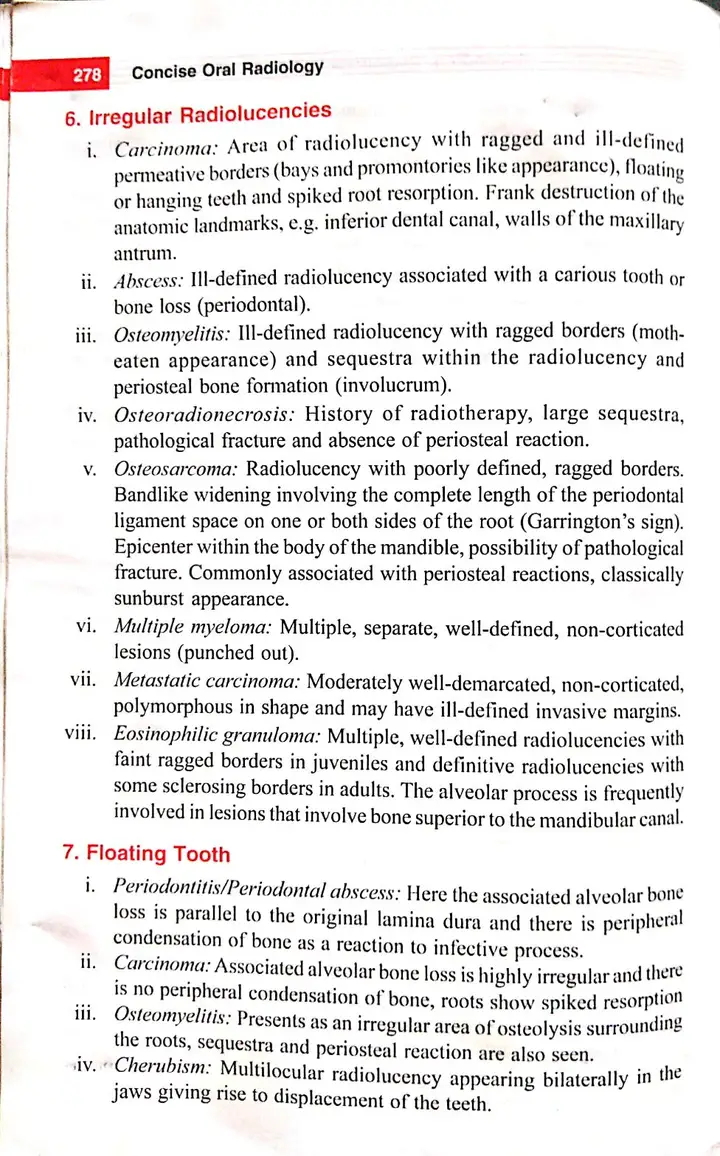 278 Concise Oral Radiology
6. Irregular Radiolucencies
i. Carcinoma: Area of radiolucency with ragged and ill-defined
permeative borders (bays and promontories like appearance), floating
or hanging teeth and spiked root resorption. Frank destruction of the
anatomic landmarks, e.g. inferior dental canal, walls of the maxillary
antrum.
ii. Abscess: Ill-defined radiolucency associated with a carious tooth or
bone loss (periodontal).
iii. Osteomyelitis: Ill-defined radiolucency with ragged borders (moth-
eaten appearance) and sequestra within the radiolucency and
periosteal bone formation (involucrum).
iv. Osteoradionecrosis: History of radiotherapy, large sequestra,
pathological fracture and absence of periosteal reaction.
v. Osteosarcoma: Radiolucency with poorly defined, ragged borders.
Bandlike widening involving the complete length of the periodontal
ligament space on one or both sides of the root (Garrington's sign).
Epicenter within the body of the mandible, possibility of pathological
fracture. Commonly associated with periosteal reactions, classically
sunburst appearance.
vi. Multiple myeloma: Multiple, separate, well-defined, non-corticated
lesions (punched out).
vii. Metastatic carcinoma: Moderately well-demarcated, non-corticated,
polymorphous in shape and may have ill-defined invasive margins.
viii. Eosinophilic granuloma: Multiple, well-defined radiolucencies with
faint ragged borders in juveniles and definitive radiolucencies with
some sclerosing borders in adults. The alveolar process is frequently
involved in lesions that involve bone superior to the mandibular canal.
7. Floating Tooth
i. Periodontitis/Periodontal abscess: Here the associated alveolar bone
loss is parallel to the original lamina dura and there is peripheral
condensation of bone as a reaction to infective process.
ii. Carcinoma: Associated alveolar bone loss is highly irregular and there
is no peripheral condensation of bone, roots show spiked resorption
iii. Osteomyelitis: Presents as an irregular area of osteolysis surrounding
the roots, sequestra and periosteal reaction are also seen.
iv. Cherubism: Multilocular radiolucency appearing bilaterally in the
jaws giving rise to displacement of the teeth.